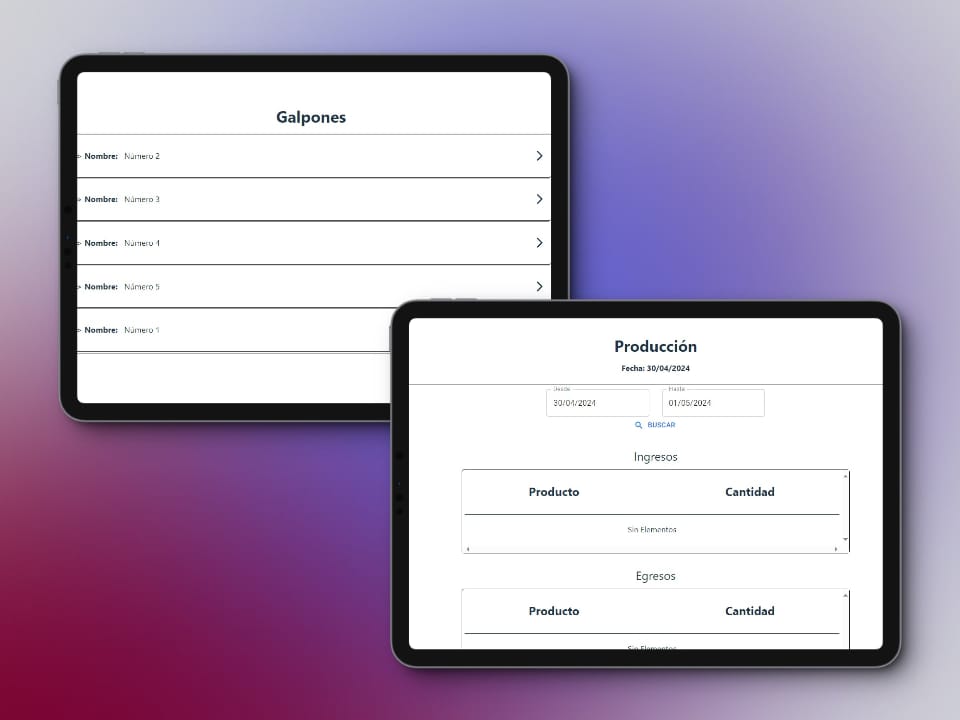 Galpones
Nombre: Número 2
Nombre: Número 3
Nombre: Número 4
Nombre: Número 5
Nombre: Número 1
Producción
Fecha: 30/04/2024
Desde Hasta
30/04/2024 01/05/2024
BUSCAR
Ingresos
Producto Cantidad
Sin Elementos
Egresos
Producto Cantidad
Sin Elementos